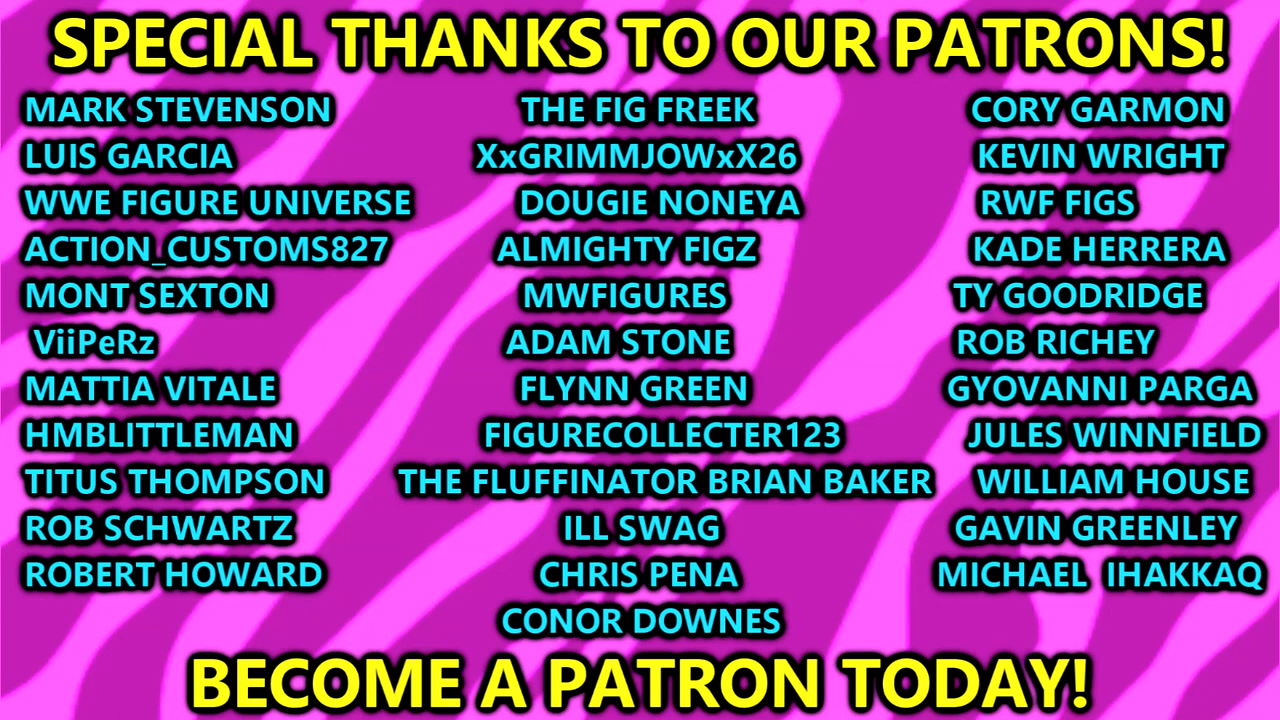 SPECIAL THANKS TO OUR PATRONS!
MARK STEVENSON
LUIS GARCIA
WWE FIGURE UNIVERSE
ACTION_CUSTOMS827
MONT SEXTON
ViiPeRz
MATTIA VITALE
HMBLITTLEMAN
TITUS THOMPSON
ROB SCHWARTZ
ROBERT HOWARD
THE FIG FREEK
XxGRIMMJOWxX26
DOUGIE NONEYA
ALMIGHTY FIGZ
MWFIGURES
ADAM STONE
FLYNN GREEN
FIGURECOLLECTER123
THE FLUFFINATOR BRIAN BAKER
ILL SWAG
CHRIS PENA
CONOR DOWNES
CORY GARMON
KEVIN WRIGHT
RWF FIGS
KADE HERRERA
TY GOODRIDGE
ROB RICHEY
GYOVANNI PARGA
JULES WINNFIELD
WILLIAM HOUSE
GAVIN GREENLEY
MICHAEL IHAKKAQ
BECOME A PATRON TODAY!